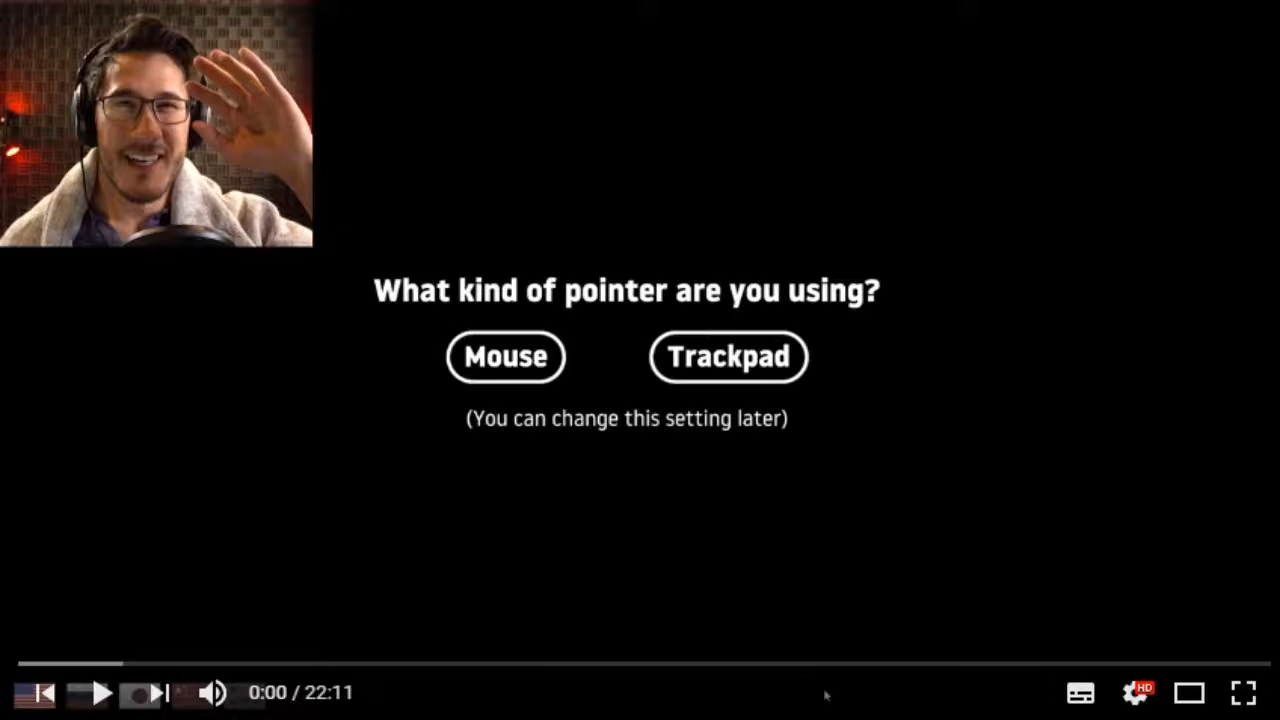 What kind of pointer are you using?
Mouse Trackpad
(You can change this setting later)
0:00 / 22:11
HD